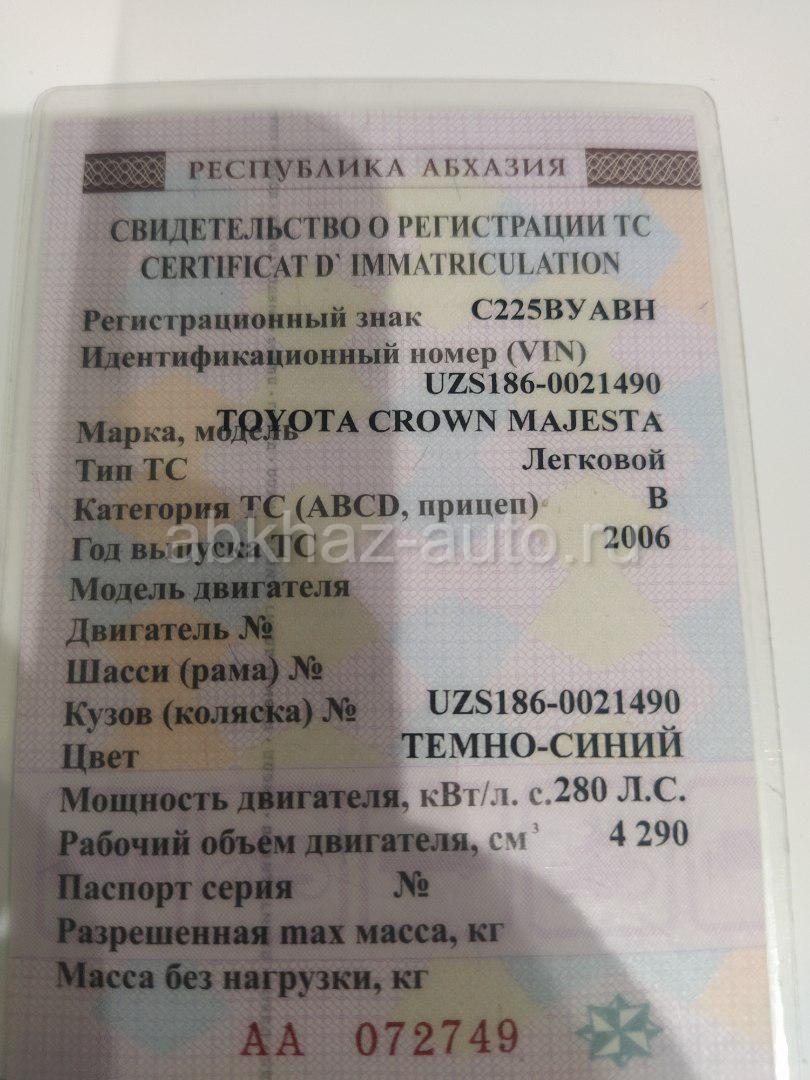 РЕСПУБЛИКА АБХАЗИЯ
СВИДЕТЕЛЬСТВО О РЕГИСТРАЦИИ ТС
CERTIFICAT D` IMMATRICULATION
Регистрационный знак С225ВУАВН
Идентификационный номер (VIN)
UZS186-0021490
Марка, модель TOYOTA CROWN MAJESTA
Тип ТС Легковой
Категория ТС (ABCD, прицеп) B
Год выпуска ТС 2006
abkhaz-auto.ru
Модель двигателя
Двигатель №
Шасси (рама) №
Кузов (коляска) № UZS186-0021490
Цвет ТЕМНО-СИНИЙ
Мощность двигателя, кВт/л. с. 280 Л.С.
Рабочий объем двигателя, см³ 4 290
Паспорт серия №
Разрешенная max масса, кг
Масса без нагрузки, кг
АА 072749